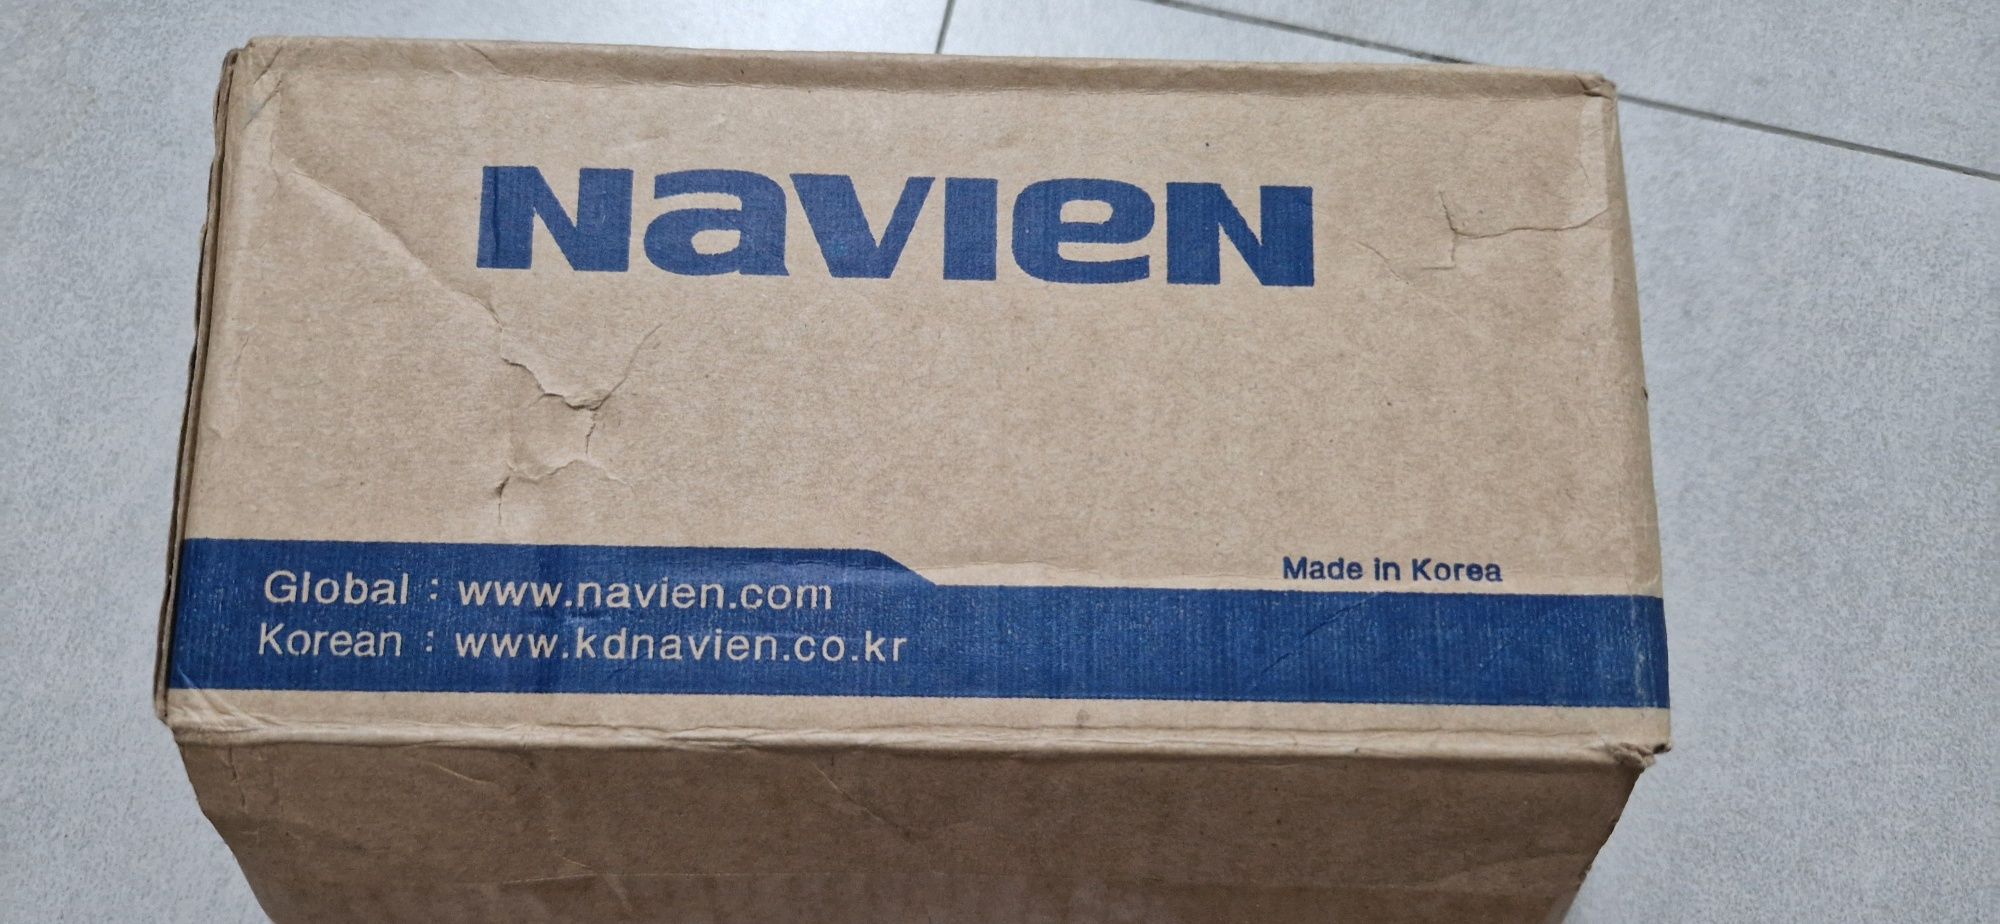 NAVIEN
Made in Korea
Global : www.navien.com
Korean : www.kdnavien.co.kr